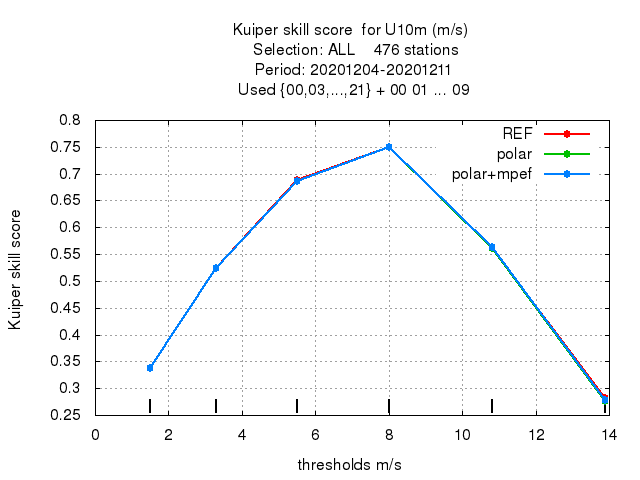 Kuiper skill score  for U10m (m/s)
Selection: ALL    476 stations
Period: 20201204-20201211
Used {00,03,...,21} + 00 01 ... 09
REF
polar
polar+mpef
Kuiper skill score
0.8
0.75
0.7
0.65
0.6
0.55
0.5
0.45
0.4
0.35
0.3
0.25
0 2 4 6 8 10 12 14
thresholds m/s